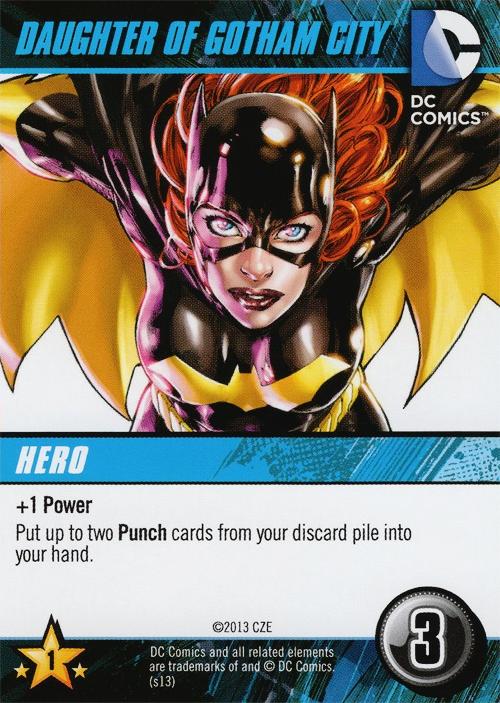 DAUGHTER OF GOTHAM CITY
DC
COMICS™
HERO
+1 Power
Put up to two Punch cards from your discard pile into
your hand.
©2013 CZE
1
DC Comics and all related elements
are trademarks of and © DC Comics.
(s13)
3